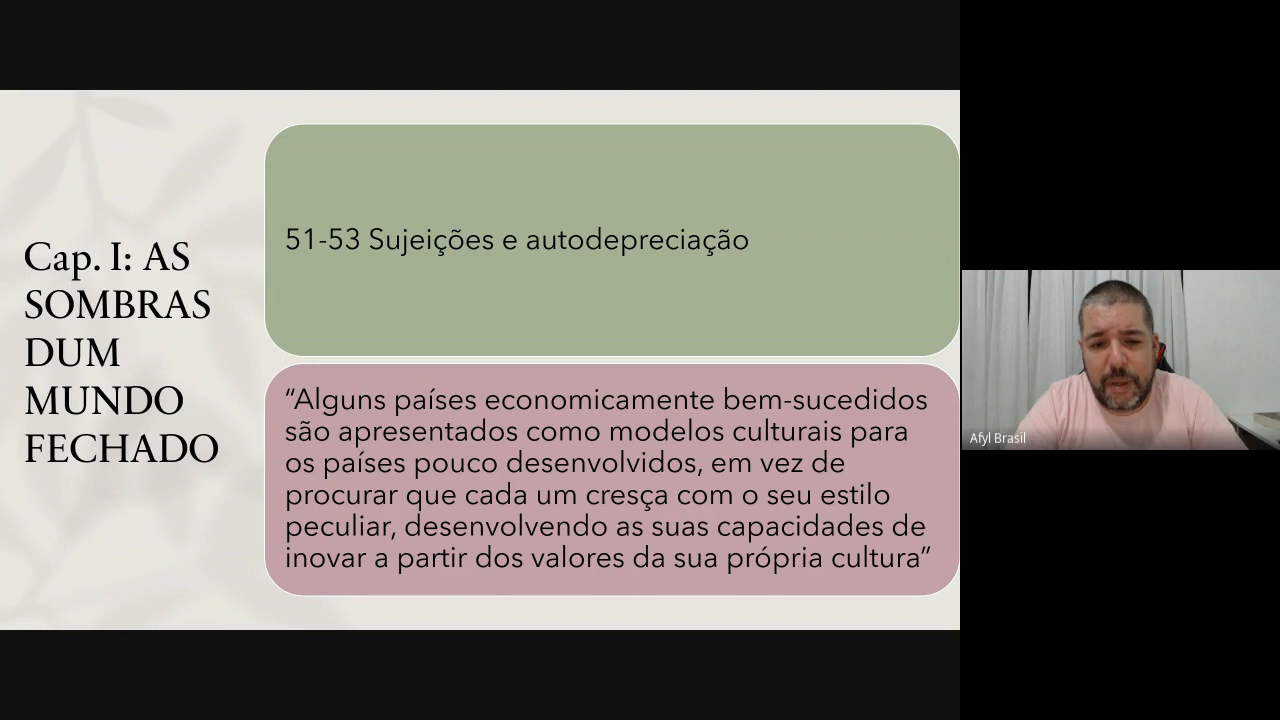 Cap. I: AS
SOMBRAS
DUM
MUNDO
FECHADO
51-53 Sujeições e autodepreciação
“Alguns países economicamente bem-sucedidos
são apresentados como modelos culturais para
os países pouco desenvolvidos, em vez de
procurar que cada um cresça com o seu estilo
peculiar, desenvolvendo as suas capacidades de
inovar a partir dos valores da sua própria cultura”
Afyl Brasil